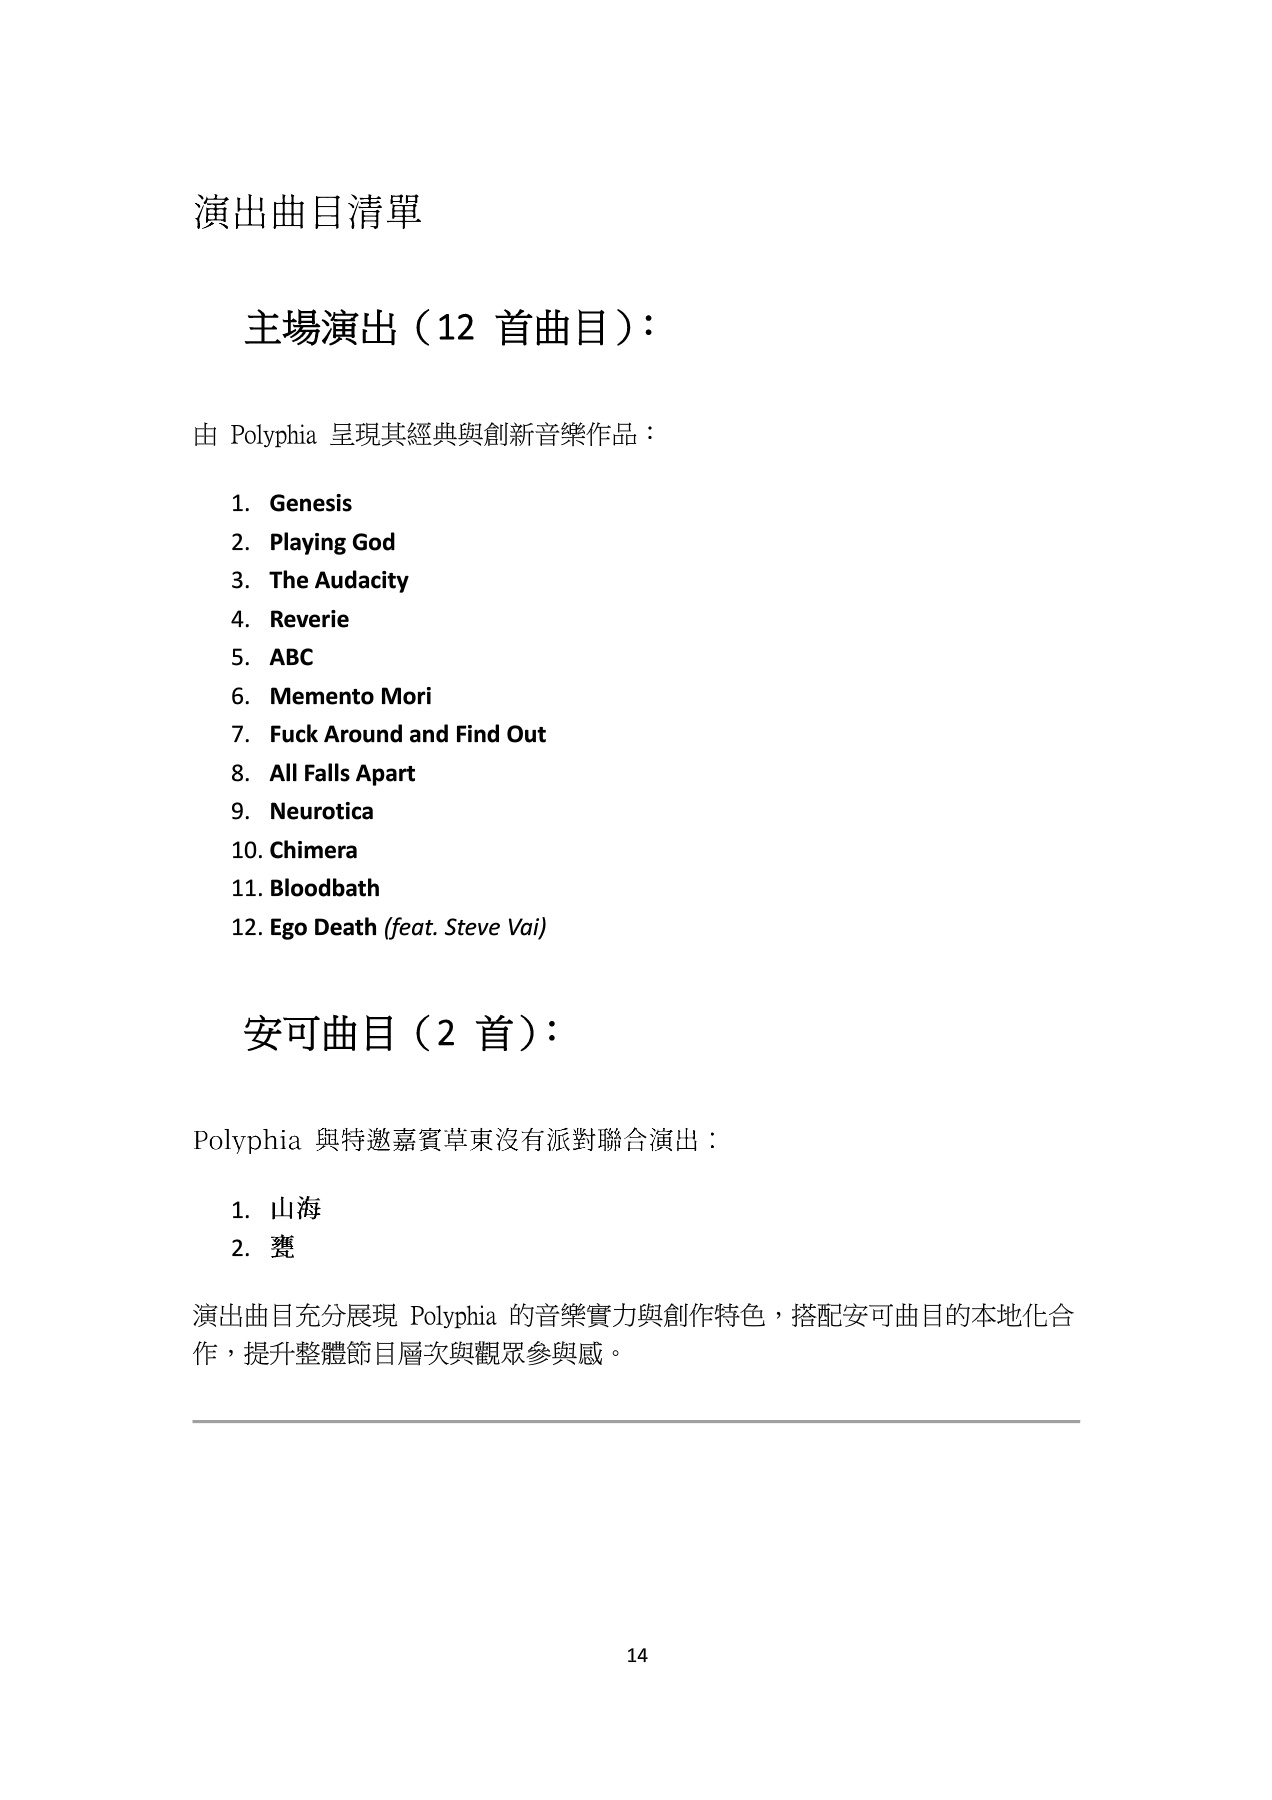 演出曲目清單
主場演出（12 首曲目）：
由 Polyphia 呈現其經典與創新音樂作品：
1. Genesis
2. Playing God
3. The Audacity
4. Reverie
5. ABC
6. Memento Mori
7. Fuck Around and Find Out
8. All Falls Apart
9. Neurotica
10. Chimera
11. Bloodbath
12. Ego Death (feat. Steve Vai)
安可曲目（2 首）：
Polyphia 與特邀嘉賓草東沒有派對聯合演出：
1. 山海
2. 甕
演出曲目充分展現 Polyphia 的音樂實力與創作特色，搭配安可曲目的本地化合
作，提升整體節目層次與觀眾參與感。
14